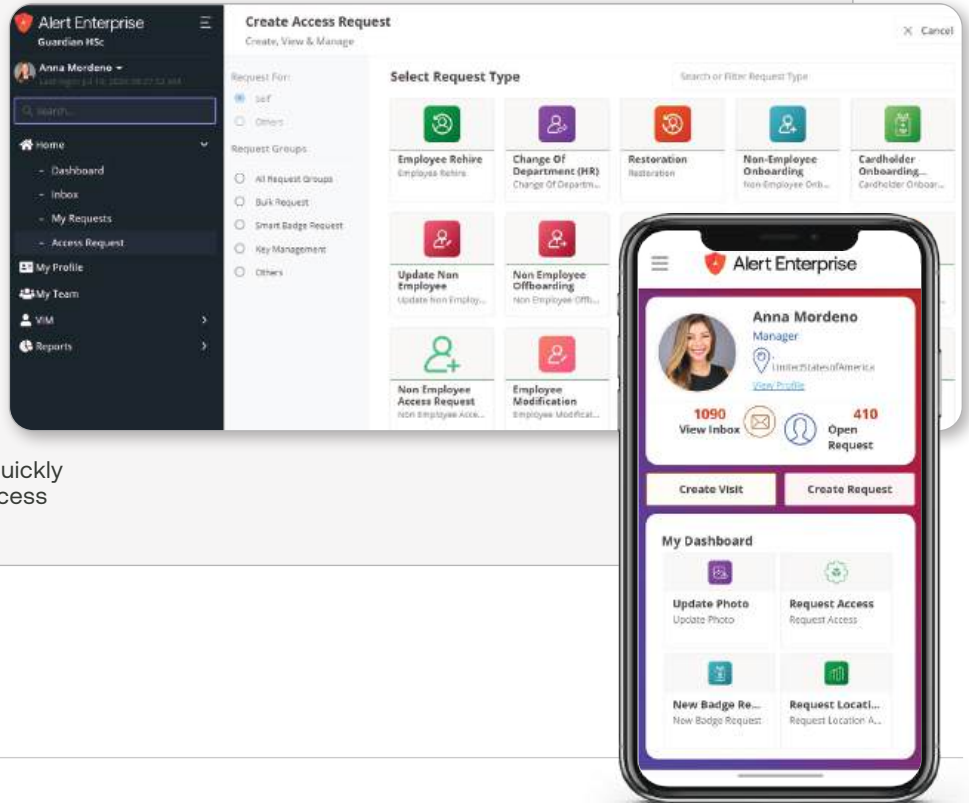 Alert Enterprise
Guardian HSc
Anna Mordeno
Search...
Home
- Dashboard
- Inbox
- My Requests
- Access Request
My Profile
My Team
VIM
Reports
Create Access Request
Create, View & Manage
X Cancel
Request For:
Self
Others
Request Groups
All Request Groups
Bulk Request
Smart Badge Request
Key Management
Others
Select Request Type
Search or Filter Request Type
Employee Rehire
Employee Rehire
Change Of
Department (HR)
Change Of Departm...
Restoration
Restoration
Non-Employee
Onboarding
Non-Employee Onb...
Cardholder
Onboarding...
Cardholder Onboar...
Update Non
Employee
Update Non Employ...
Non Employee
Offboarding
Non Employee Offb...
Non Employee
Access Request
Non Employee Acce...
Employee
Modification
Employee Modificat...
uickly
cess
Alert Enterprise
Anna Mordeno
Manager
,
UnitedStatesofAmerica
View Profile
1090
View Inbox
410
Open
Request
Create Visit
Create Request
My Dashboard
Update Photo
Update Photo
Request Access
Request Access
New Badge Re...
New Badge Request
Request Locati...
Request Location A...